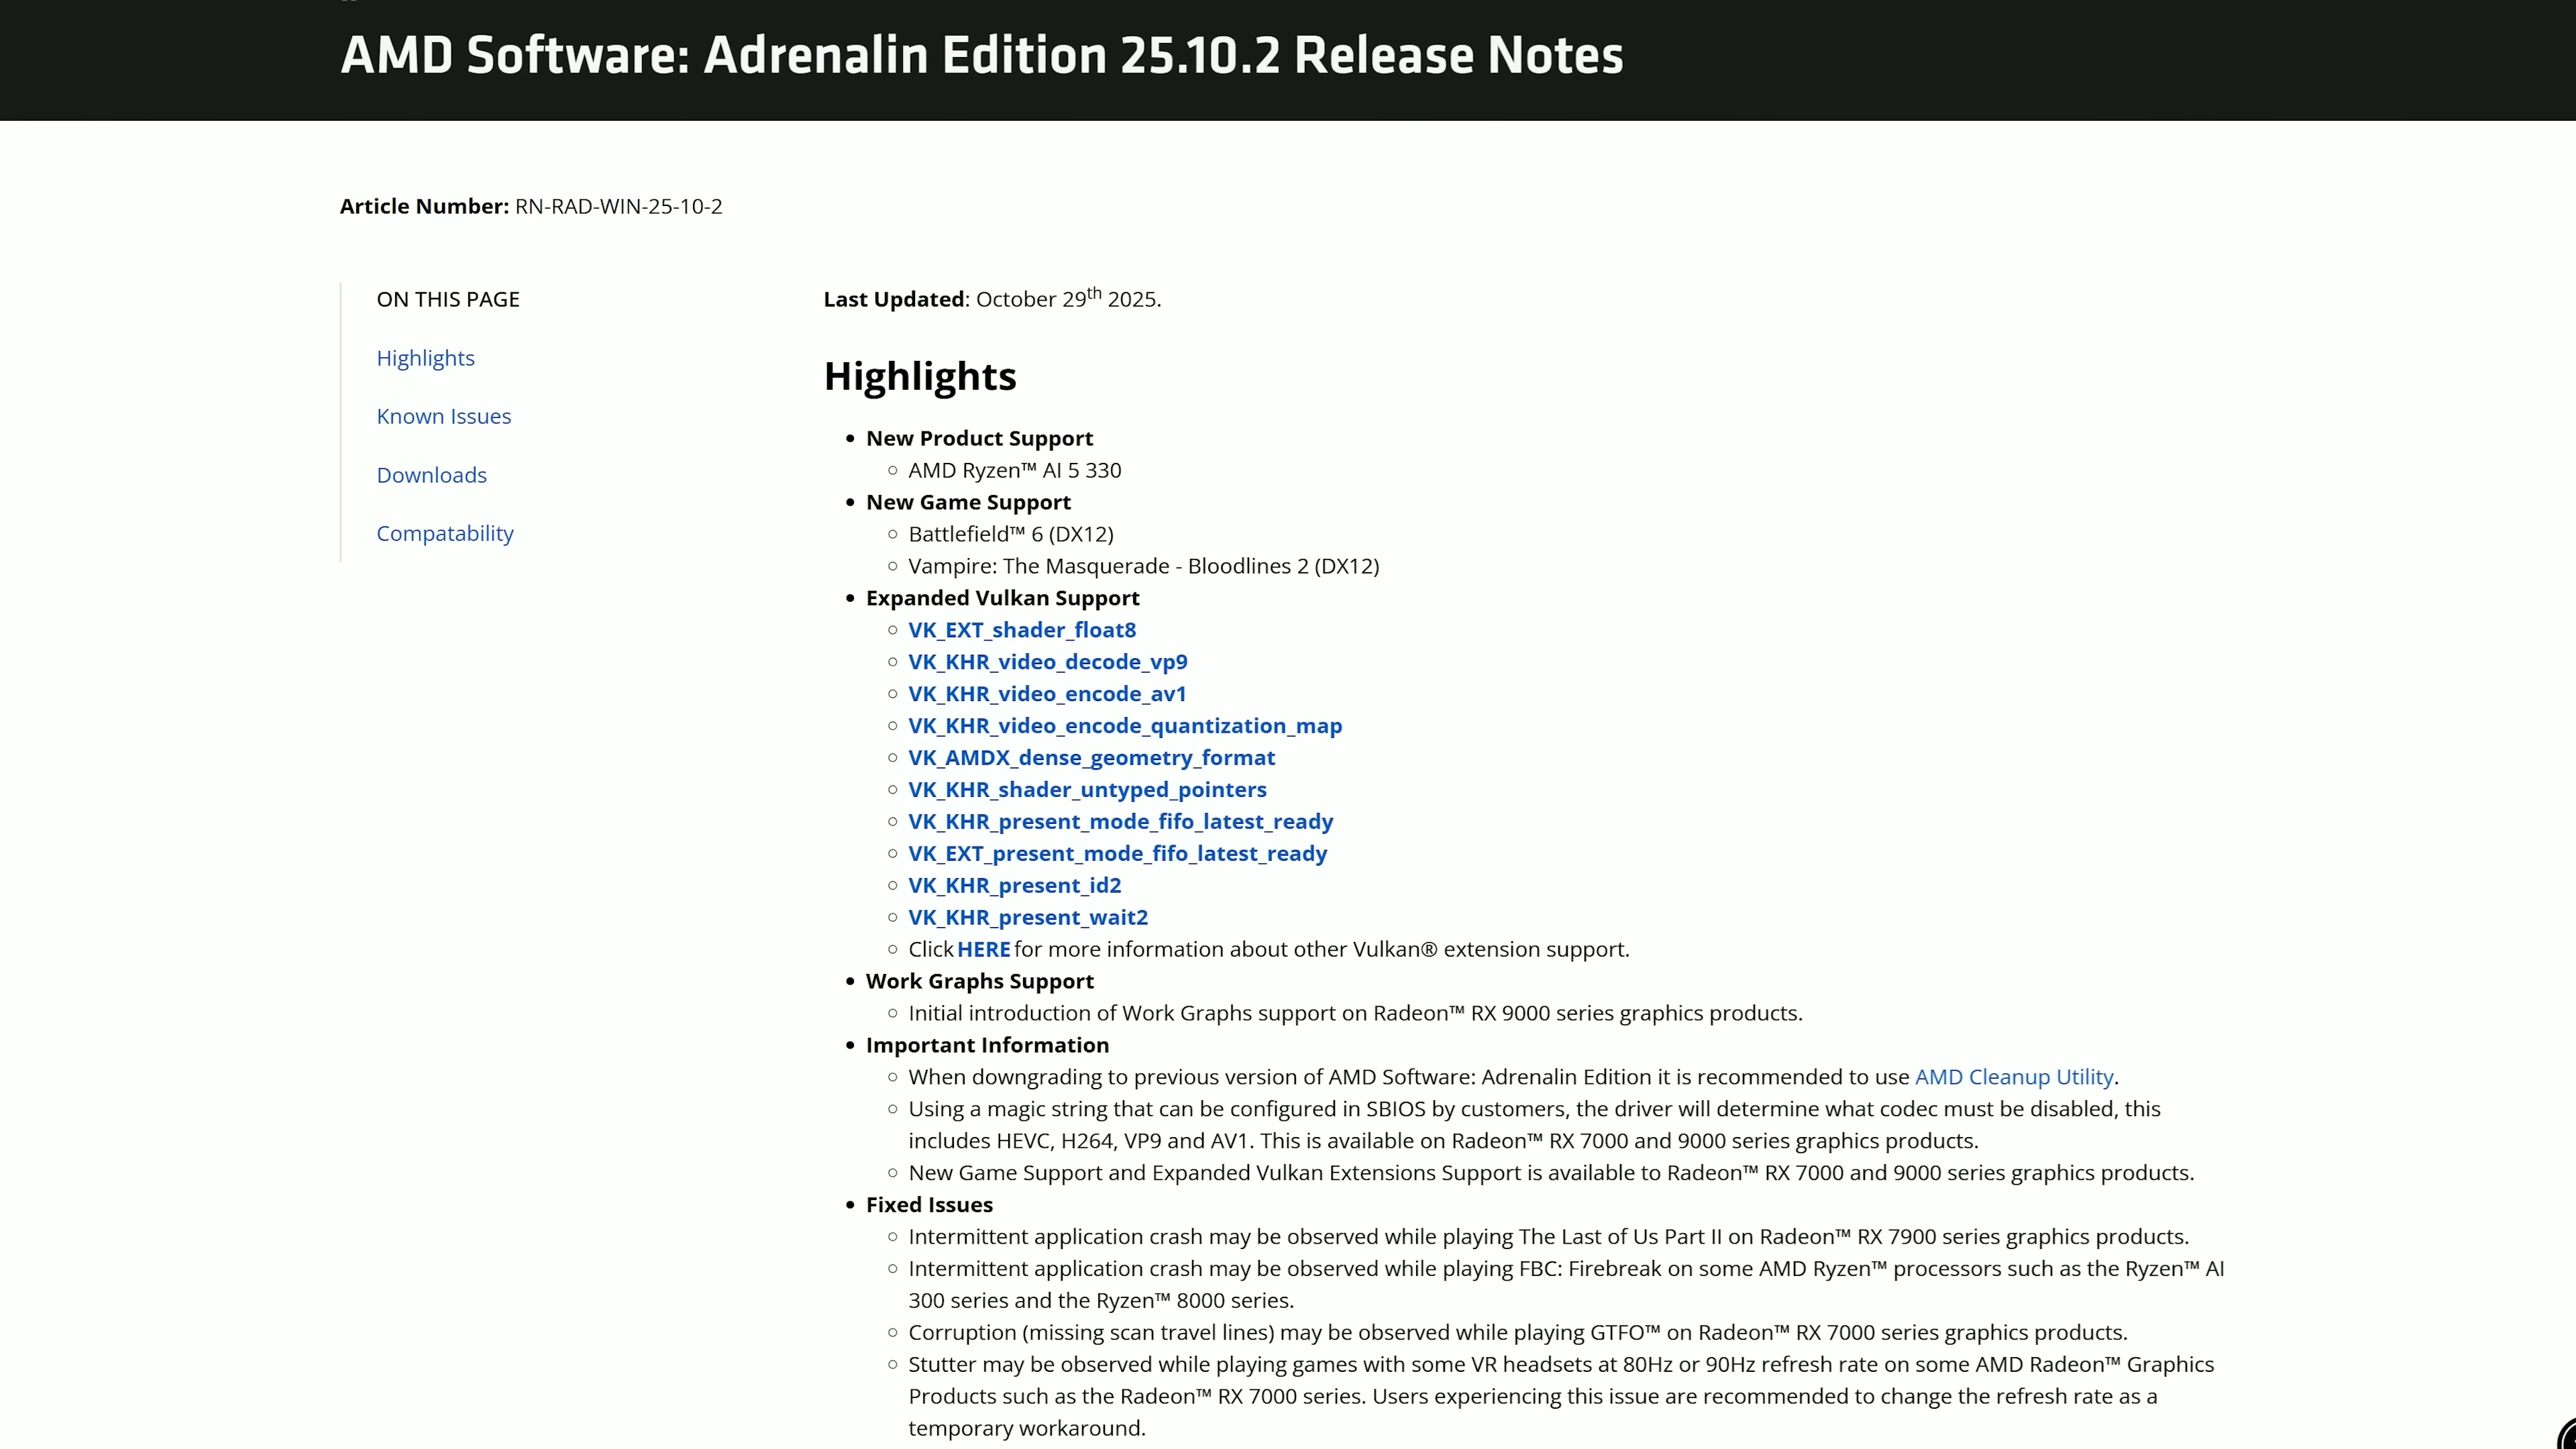 AMD Software: Adrenalin Edition 25.10.2 Release Notes
Article Number: RN-RAD-WIN-25-10-2
ON THIS PAGE
Highlights
Known Issues
Downloads
Compatability
Last Updated: October 29th 2025.
Highlights
New Product Support
AMD Ryzen™ AI 5 330
New Game Support
Battlefield™ 6 (DX12)
Vampire: The Masquerade - Bloodlines 2 (DX12)
Expanded Vulkan Support
VK_EXT_shader_float8
VK_KHR_video_decode_vp9
VK_KHR_video_encode_av1
VK_KHR_video_encode_quantization_map
VK_AMDX_dense_geometry_format
VK_KHR_shader_untyped_pointers
VK_KHR_present_mode_fifo_latest_ready
VK_EXT_present_mode_fifo_latest_ready
VK_KHR_present_id2
VK_KHR_present_wait2
Click HERE for more information about other Vulkan® extension support.
Work Graphs Support
Initial introduction of Work Graphs support on Radeon™ RX 9000 series graphics products.
Important Information
When downgrading to previous version of AMD Software: Adrenalin Edition it is recommended to use AMD Cleanup Utility.
Using a magic string that can be configured in SBIOS by customers, the driver will determine what codec must be disabled, this
includes HEVC, H264, VP9 and AV1. This is available on Radeon™ RX 7000 and 9000 series graphics products.
New Game Support and Expanded Vulkan Extensions Support is available to Radeon™ RX 7000 and 9000 series graphics products.
Fixed Issues
Intermittent application crash may be observed while playing The Last of Us Part II on Radeon™ RX 7900 series graphics products.
Intermittent application crash may be observed while playing FBC: Firebreak on some AMD Ryzen™ processors such as the Ryzen™ AI
300 series and the Ryzen™ 8000 series.
Corruption (missing scan travel lines) may be observed while playing GTFO™ on Radeon™ RX 7000 series graphics products.
Stutter may be observed while playing games with some VR headsets at 80Hz or 90Hz refresh rate on some AMD Radeon™ Graphics
Products such as the Radeon™ RX 7000 series. Users experiencing this issue are recommended to change the refresh rate as a
temporary workaround.